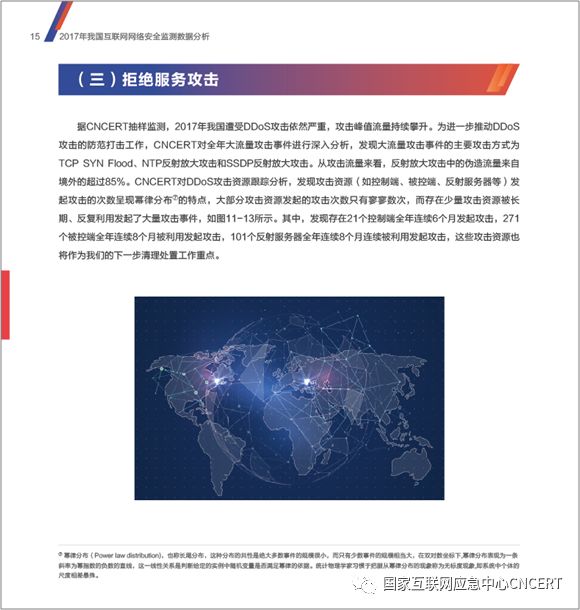 15 2017年我国互联网网络安全监测数据分析
（三）拒绝服务攻击
据CNCERT抽样监测，2017年我国遭受DDoS攻击依然严重，攻击峰值流量持续攀升。为进一步推动DDoS
攻击的防范打击工作，CNCERT对全年大流量攻击事件进行深入分析，发现大流量攻击事件的主要攻击方式为
TCP SYN Flood、NTP反射放大攻击和SSDP反射放大攻击。从攻击流量来看，反射放大攻击中的伪造流量来自
境外的超过85%。CNCERT对DDoS攻击资源跟踪分析，发现攻击资源（如控制端、被控端、反射服务器等）发
起攻击的次数呈现幂律分布⑦的特点，大部分攻击资源发起的攻击次数只有寥寥数次，而存在少量攻击资源被长
期、反复利用发起了大量攻击事件，如图11-13所示。其中，发现存在21个控制端全年连续6个月发起攻击，271
个被控端全年连续8个月被利用发起攻击，101个反射服务器全年连续8个月连续被利用发起攻击，这些攻击资源也
将作为我们的下一步清理处置工作重点。
⑦ 幂律分布（Power law distribution)，也称长尾分布，这种分布的共性是绝大多数事件的规模很小，而只有少数事件的规模相当大，在双对数坐标下,幂律分布表现为一条
斜率为幂指数的负数的直线，这一线性关系是判断给定的实例中随机变量是否满足幂律的依据。统计物理学家习惯于把服从幂律分布的现象称为无标度现象,即系统中个体的
尺度相差悬殊。
国家互联网应急中心CNCERT